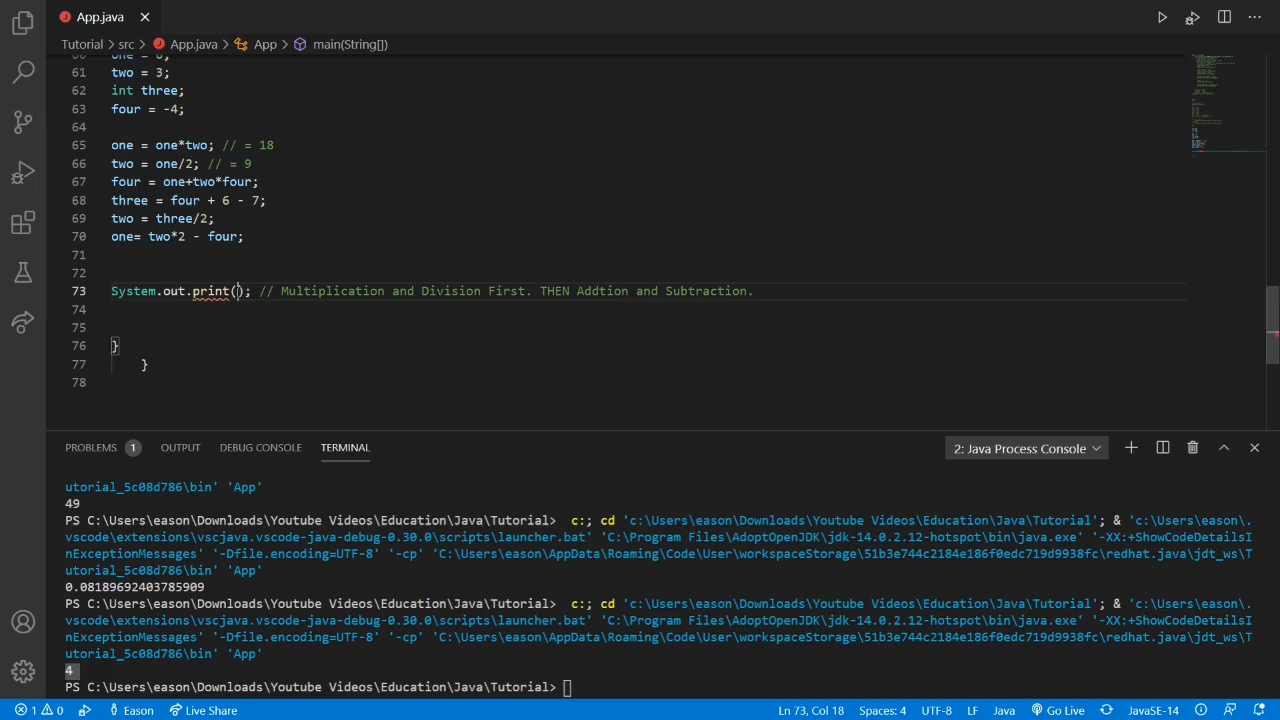 App.java
Tutorial > src > App.java > App > main(String[])
60 one = 6;
61 two = 3;
62 int three;
63 four = -4;
64
65 one = one*two; // = 18
66 two = one/2; // = 9
67 four = one+two*four;
68 three = four + 6 - 7;
69 two = three/2;
70 one= two*2 - four;
71
72
73 System.out.print(); // Multiplication and Division First. THEN Addtion and Subtraction.
74
75
76 }
77 }
78
PROBLEMS 1 OUTPUT DEBUG CONSOLE TERMINAL 2: Java Process Console
utorial_5c08d786\bin' 'App'
49
PS C:\Users\eason\Downloads\Youtube Videos\Education\Java\Tutorial> c:; cd 'c:\Users\eason\Downloads\Youtube Videos\Education\Java\Tutorial'; & 'c:\Users\eason\.
vscode\extensions\vscjava.vscode-java-debug-0.30.0\scripts\launcher.bat' 'C:\Program Files\AdoptOpenJDK\jdk-14.0.2.12-hotspot\bin\java.exe' '-XX:+ShowCodeDetailsI
nExceptionMessages' '-Dfile.encoding=UTF-8' '-cp' 'C:\Users\eason\AppData\Roaming\Code\User\workspaceStorage\51b3e744c2184e186f0edc719d9938fc\redhat.java\jdt_ws\T
utorial_5c08d786\bin' 'App'
0.08189692403785909
PS C:\Users\eason\Downloads\Youtube Videos\Education\Java\Tutorial> c:; cd 'c:\Users\eason\Downloads\Youtube Videos\Education\Java\Tutorial'; & 'c:\Users\eason\.
vscode\extensions\vscjava.vscode-java-debug-0.30.0\scripts\launcher.bat' 'C:\Program Files\AdoptOpenJDK\jdk-14.0.2.12-hotspot\bin\java.exe' '-XX:+ShowCodeDetailsI
nExceptionMessages' '-Dfile.encoding=UTF-8' '-cp' 'C:\Users\eason\AppData\Roaming\Code\User\workspaceStorage\51b3e744c2184e186f0edc719d9938fc\redhat.java\jdt_ws\T
utorial_5c08d786\bin' 'App'
4
PS C:\Users\eason\Downloads\Youtube Videos\Education\Java\Tutorial>
1 0 Eason Live Share Ln 73, Col 18 Spaces: 4 UTF-8 LF Java Go Live JavaSE-14